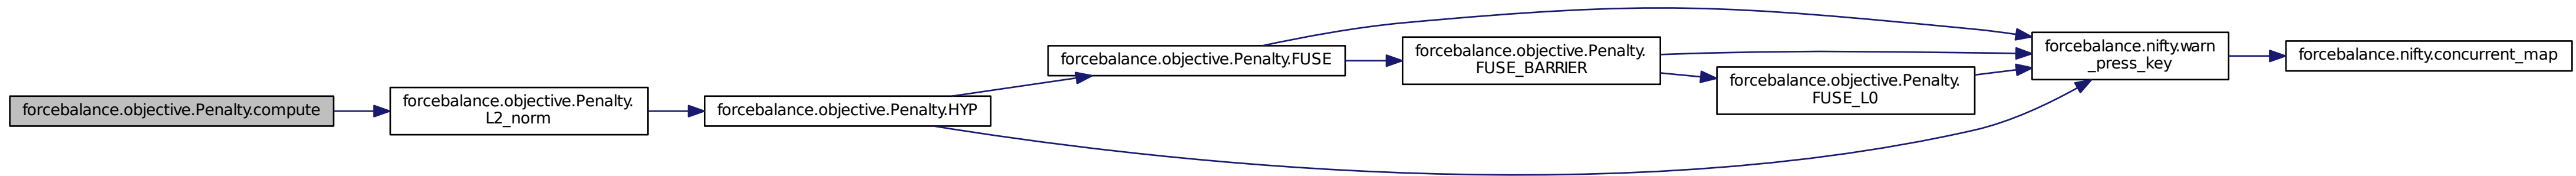 forcebalance.objective.Penalty.compute
forcebalance.objective.Penalty.
L2_norm
forcebalance.objective.Penalty.HYP
forcebalance.objective.Penalty.FUSE
forcebalance.objective.Penalty.
FUSE_BARRIER
forcebalance.objective.Penalty.
FUSE_L0
forcebalance.nifty.warn
_press_key
forcebalance.nifty.concurrent_map